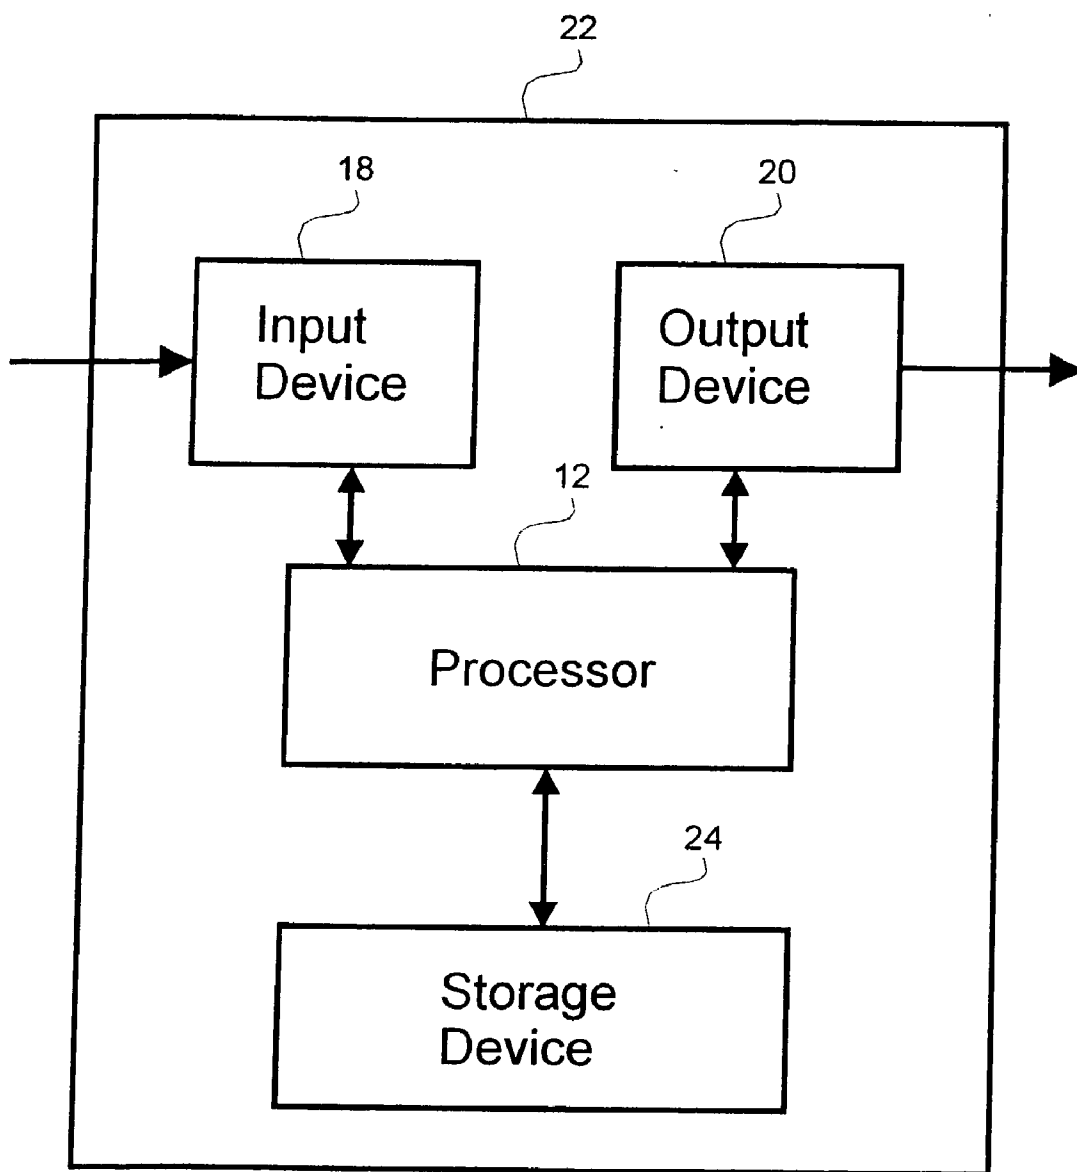 22
18
20
Input
Device
Output
Device
12
Processor
24
Storage
Device